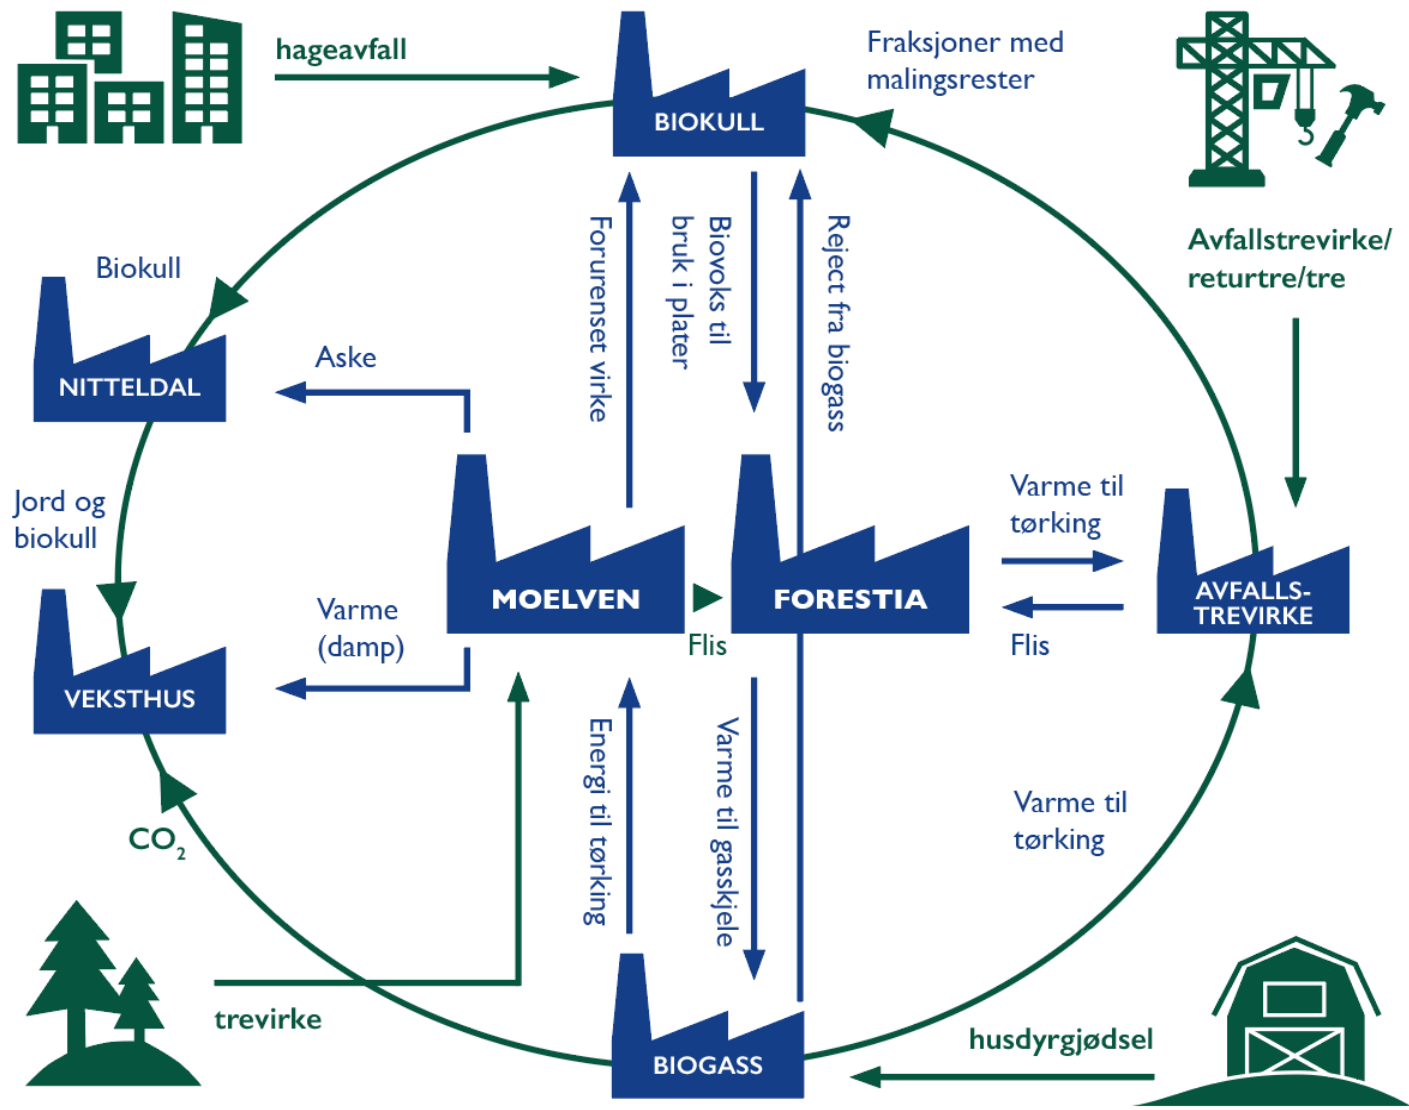 hageavfall
Fraksjoner med
malingsrester
BIOKULL
Avfallstrevirke/
returtre/tre
Biokull
Forurenset virke
Biovoks til
bruk i plater
Reject fra biogass
NITTELDAL
Aske
Jord og
biokull
Varme til
tørking
MOELVEN
FORESTIA
AVFALLS-
TREVIRKE
Flis
Flis
Varme
(damp)
VEKSTHUS
Energi til tørking
Varme til gasskjele
Varme til
tørking
CO₂
trevirke
husdyrgjødsel
BIOGASS